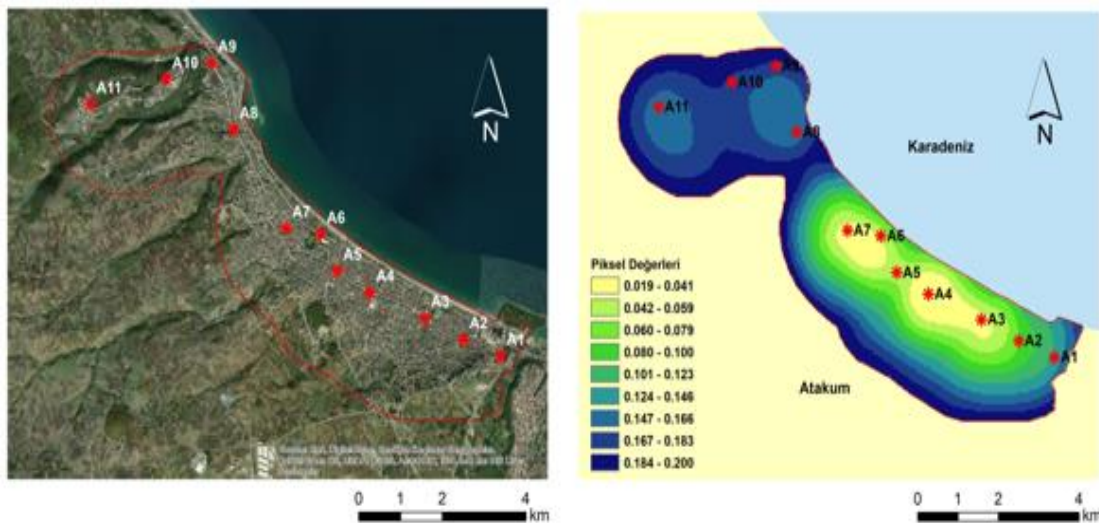 A9
A10
A11
A8
N
A7
A6
A5
A4
A3
A2
A1
0 1 2 4
km
A10
A11
N
Karadeniz
A7
A6
A5
A4
A3
A2
A1
Atakum
Piksel Değerleri
0.019 - 0.041
0.042 - 0.059
0.060 - 0.079
0.080 - 0.100
0.101 - 0.123
0.124 - 0.146
0.147 - 0.166
0.167 - 0.183
0.184 - 0.200
0 1 2 4
km